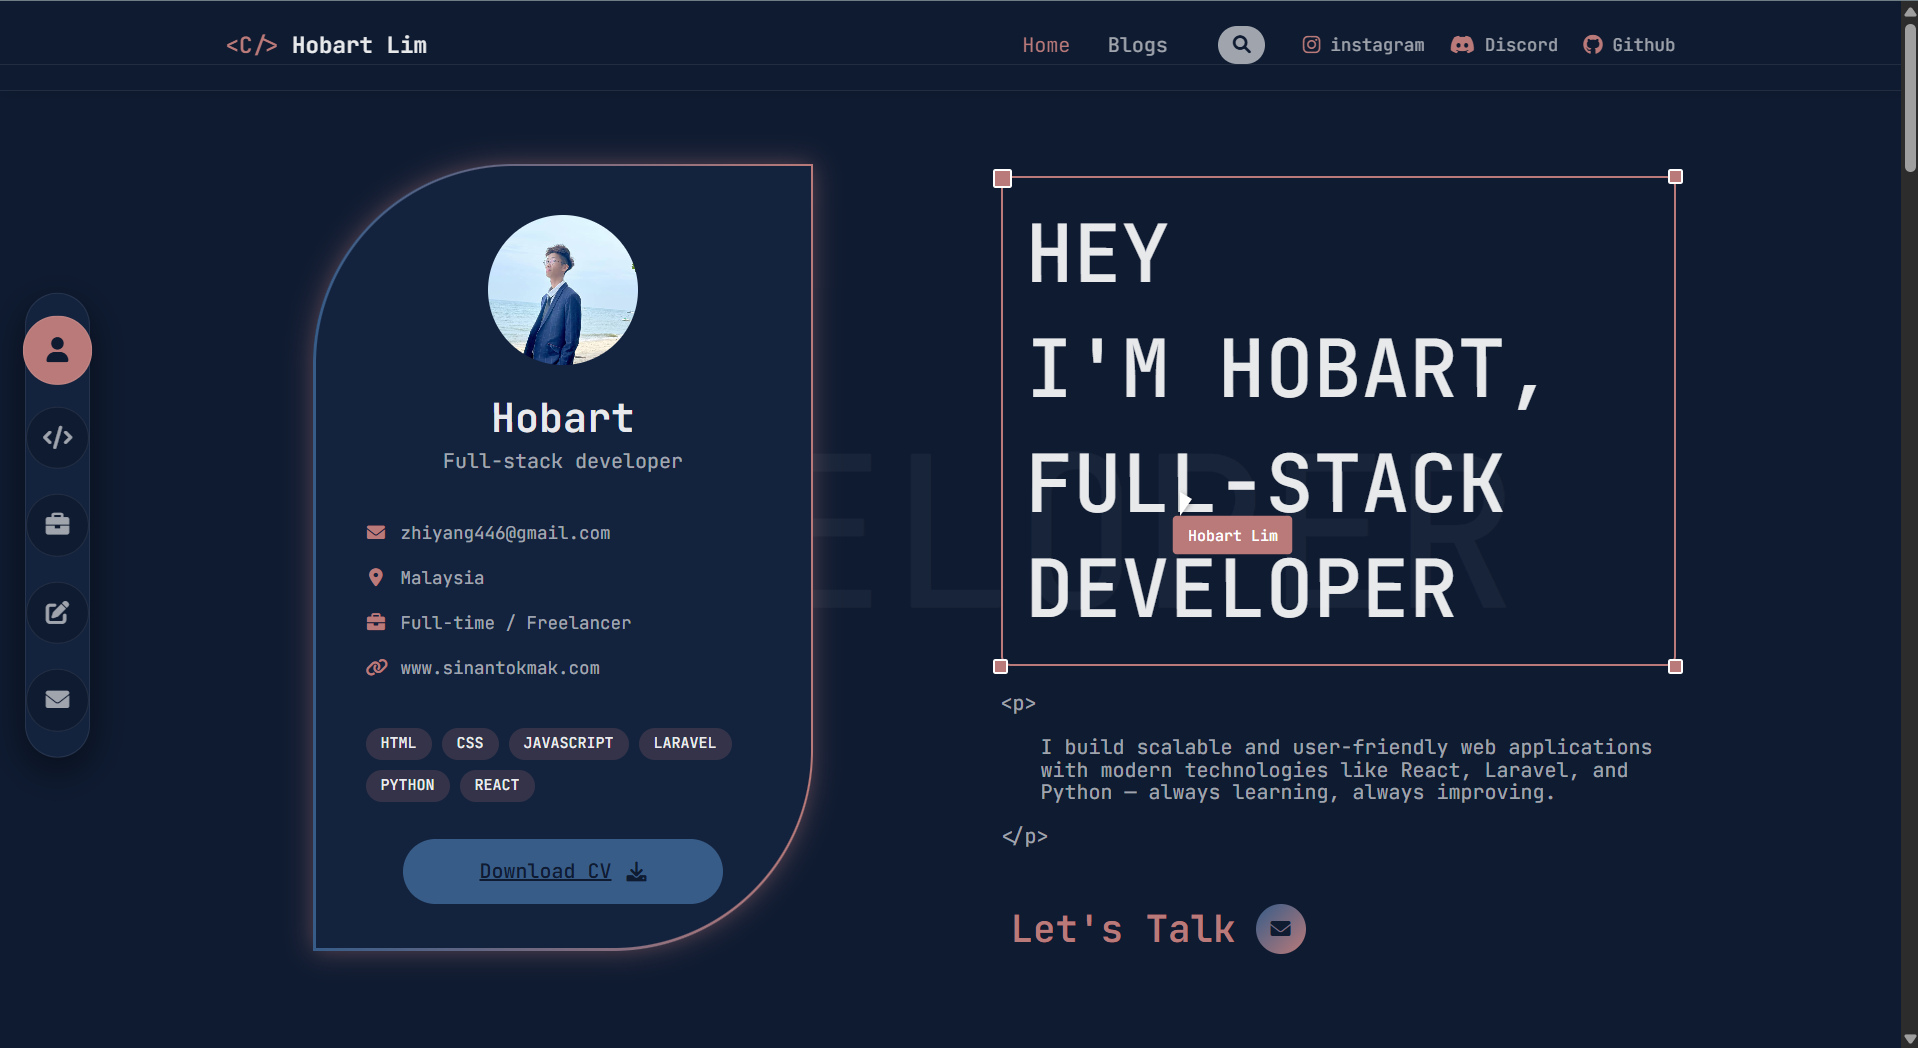 <C/> Hobart Lim
Home
Blogs
instagram
Discord
Github
Hobart
Full-stack developer
zhiyang446@gmail.com
Malaysia
Full-time / Freelancer
www.sinantokmak.com
HTML
CSS
JAVASCRIPT
LARAVEL
PYTHON
REACT
Download CV
HEY
I'M HOBART,
FULL-STACK
DEVELOPER
Hobart Lim
<p>
I build scalable and user-friendly web applications
with modern technologies like React, Laravel, and
Python — always learning, always improving.
</p>
Let's Talk